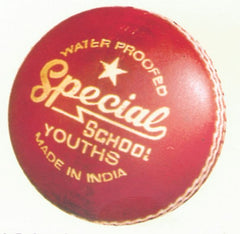 WATER PROOFED
Special
SCHOOL
YOUTHS
MADE IN INDIA